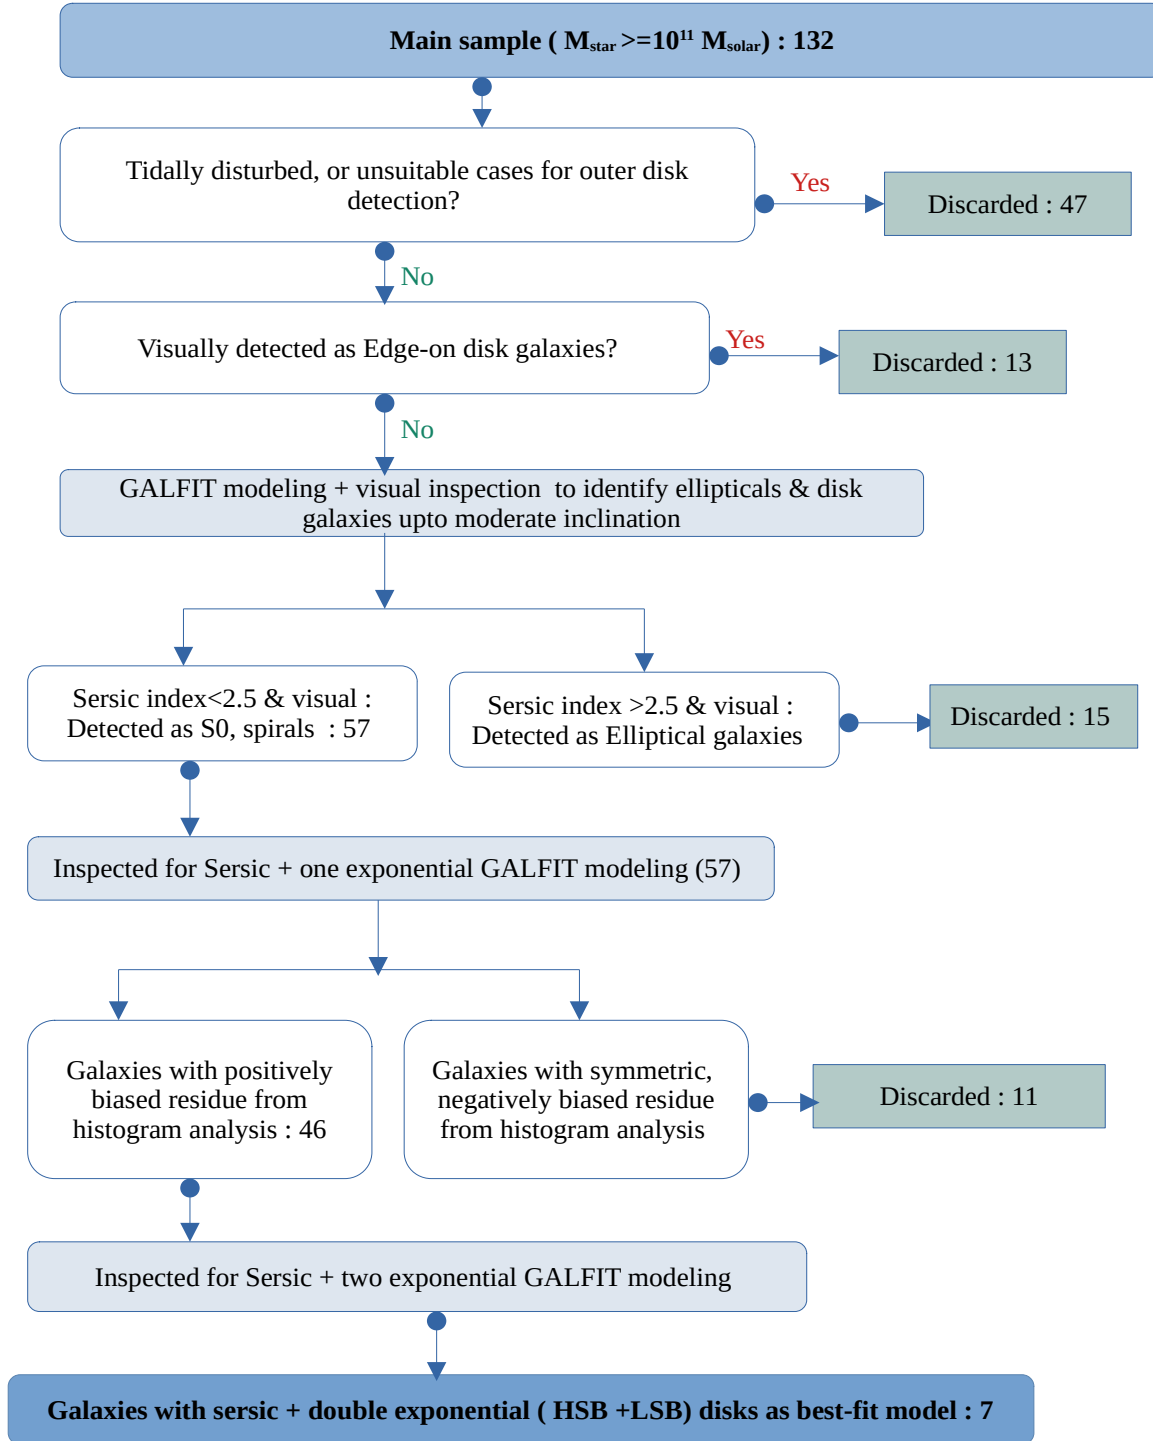 Main sample ( Mstar >=10¹¹ Msolar) : 132
Tidally disturbed, or unsuitable cases for outer disk
detection?
Yes
Discarded : 47
No
Visually detected as Edge-on disk galaxies?
Yes
Discarded : 13
No
GALFIT modeling + visual inspection to identify ellipticals & disk
galaxies upto moderate inclination
Sersic index<2.5 & visual :
Detected as S0, spirals : 57
Sersic index >2.5 & visual :
Detected as Elliptical galaxies
Discarded : 15
Inspected for Sersic + one exponential GALFIT modeling (57)
Galaxies with positively
biased residue from
histogram analysis : 46
Galaxies with symmetric,
negatively biased residue
from histogram analysis
Discarded : 11
Inspected for Sersic + two exponential GALFIT modeling
Galaxies with sersic + double exponential ( HSB +LSB) disks as best-fit model : 7